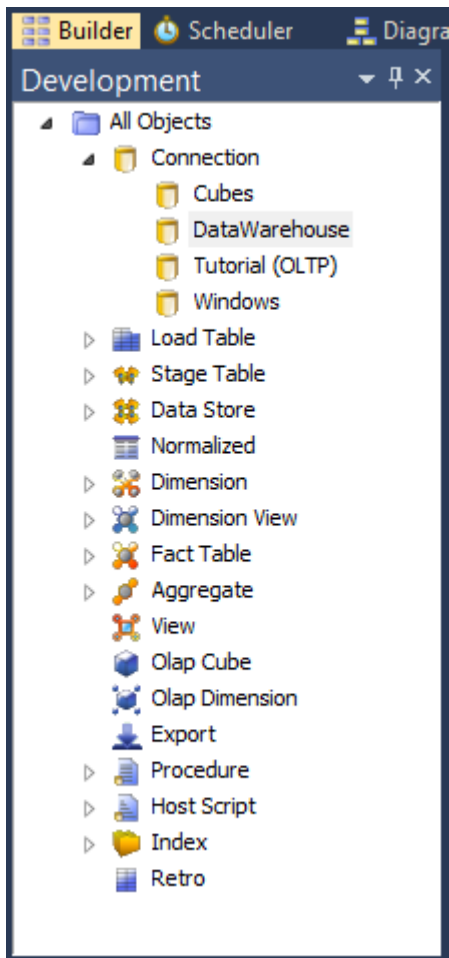 Builder Scheduler Diagra
Development
All Objects
Connection
Cubes
DataWarehouse
Tutorial (OLTP)
Windows
Load Table
Stage Table
Data Store
Normalized
Dimension
Dimension View
Fact Table
Aggregate
View
Olap Cube
Olap Dimension
Export
Procedure
Host Script
Index
Retro